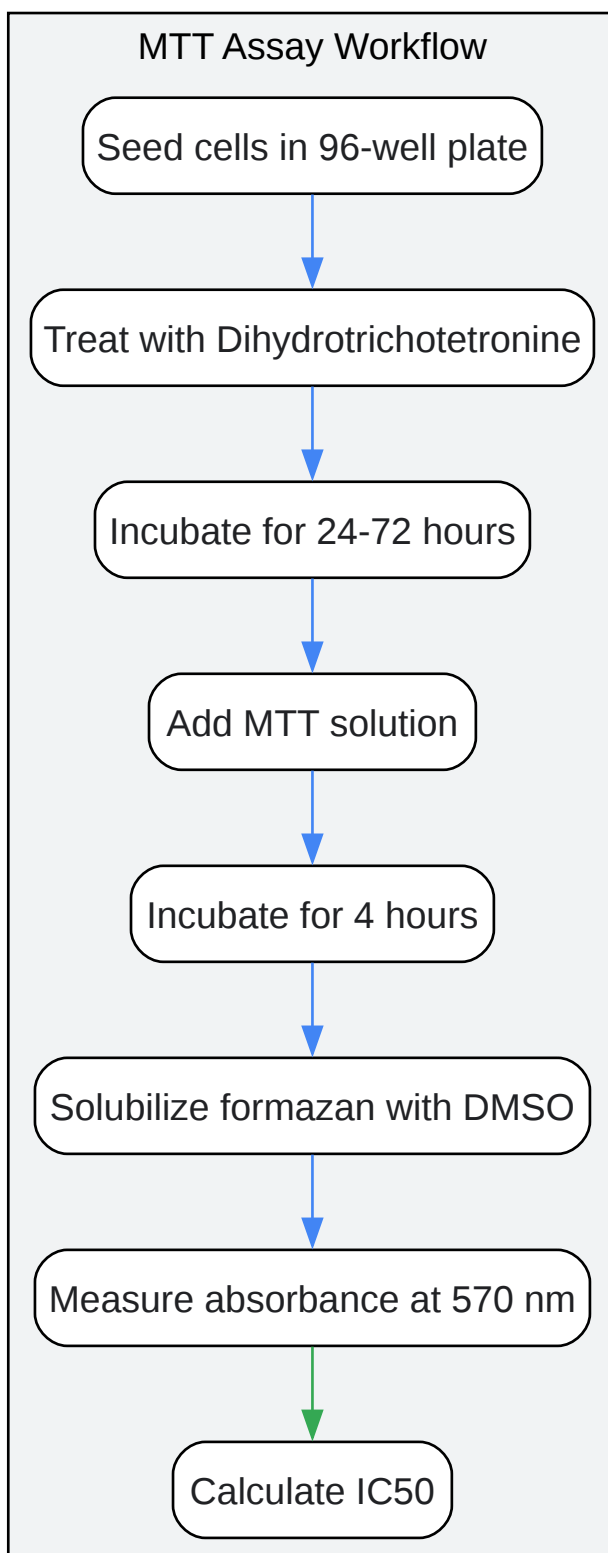 MTT Assay Workflow
Seed cells in 96-well plate
Treat with Dihydrotrichotetronine
Incubate for 24-72 hours
Add MTT solution
Incubate for 4 hours
Solubilize formazan with DMSO
Measure absorbance at 570 nm
Calculate IC50